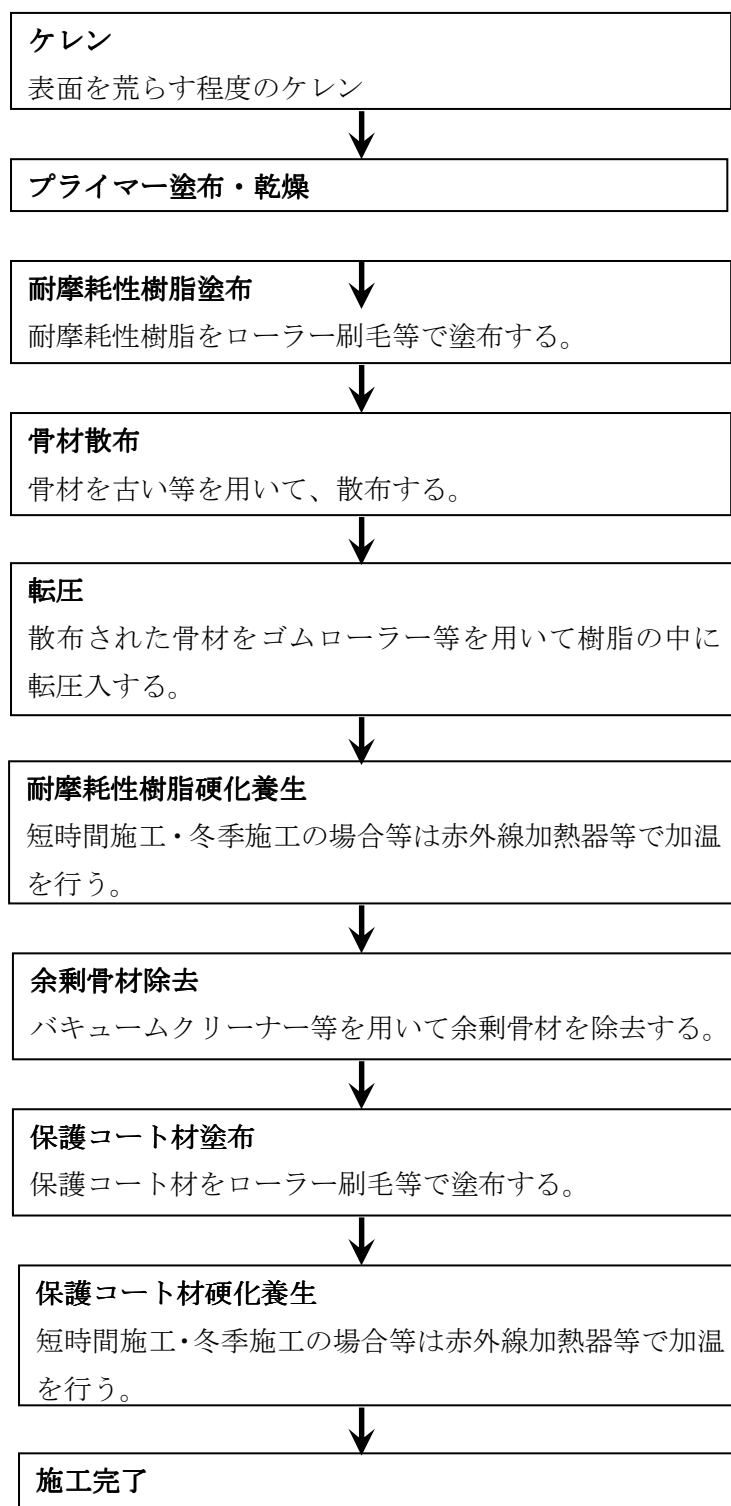 ケレン
表面を荒らす程度のケレン
プライマー塗布・乾燥
耐摩耗性樹脂塗布
耐摩耗性樹脂をローラー刷毛等で塗布する。
骨材散布
骨材を古い等を用いて、散布する。
転圧
散布された骨材をゴムローラー等を用いて樹脂の中に
転圧入する。
耐摩耗性樹脂硬化養生
短時間施工・冬季施工の場合等は赤外線加熱器等で加温
を行う。
余剰骨材除去
バキュームクリーナー等を用いて余剰骨材を除去する。
保護コート材塗布
保護コート材をローラー刷毛等で塗布する。
保護コート材硬化養生
短時間施工・冬季施工の場合等は赤外線加熱器等で加温
を行う。
施工完了